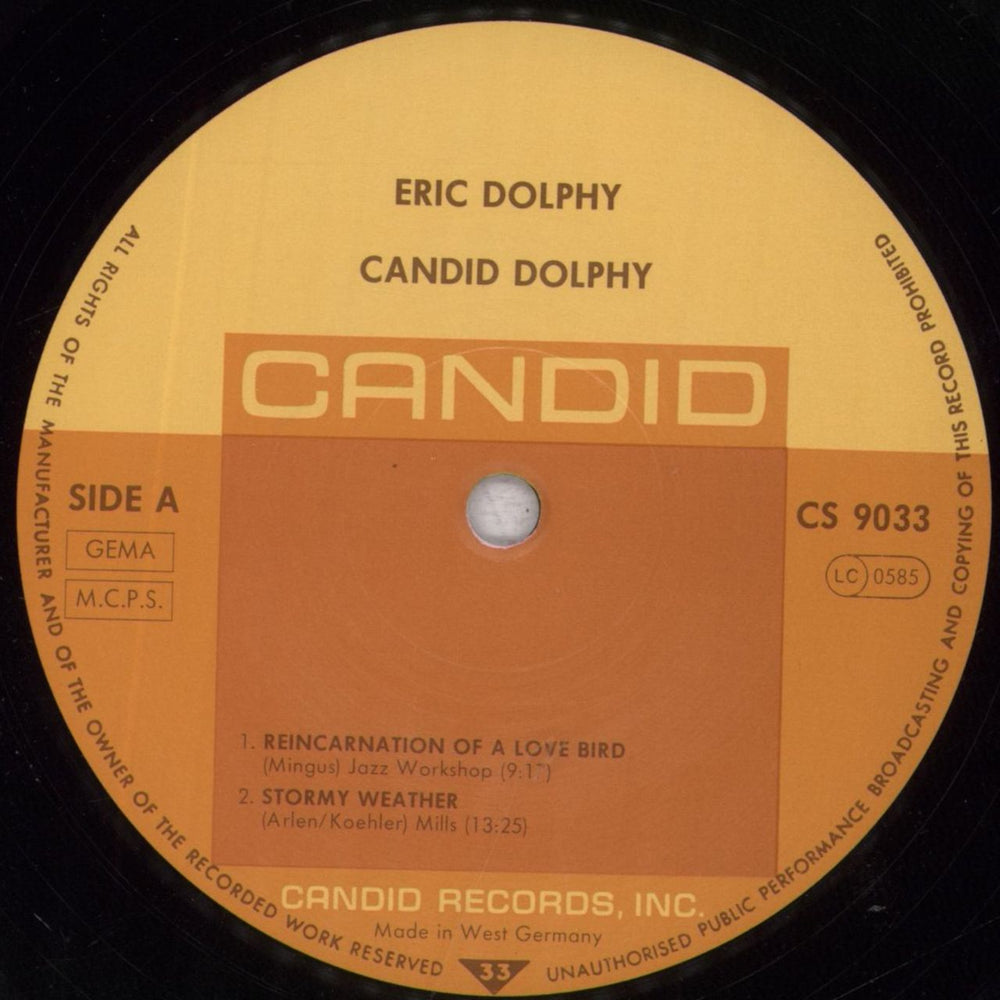 ERIC DOLPHY
CANDID DOLPHY
CANDID
SIDE A
GEMA
M.C.P.S.
CS 9033
LC 0585
1. REINCARNATION OF A LOVE BIRD
(Mingus) Jazz Workshop
2. STORMY WEATHER
(Arlen/Koehler) Mills (13:25)
CANDID RECORDS, INC.
Made in West Germany
33
ALL RIGHTS OF THE MANUFACTURER AND OF THE OWNER OF THE RECORDED WORK RESERVED
UNAUTHORISED PUBLIC PERFORMANCE BROADCASTING AND COPYING OF THIS RECORD PROHIBITED